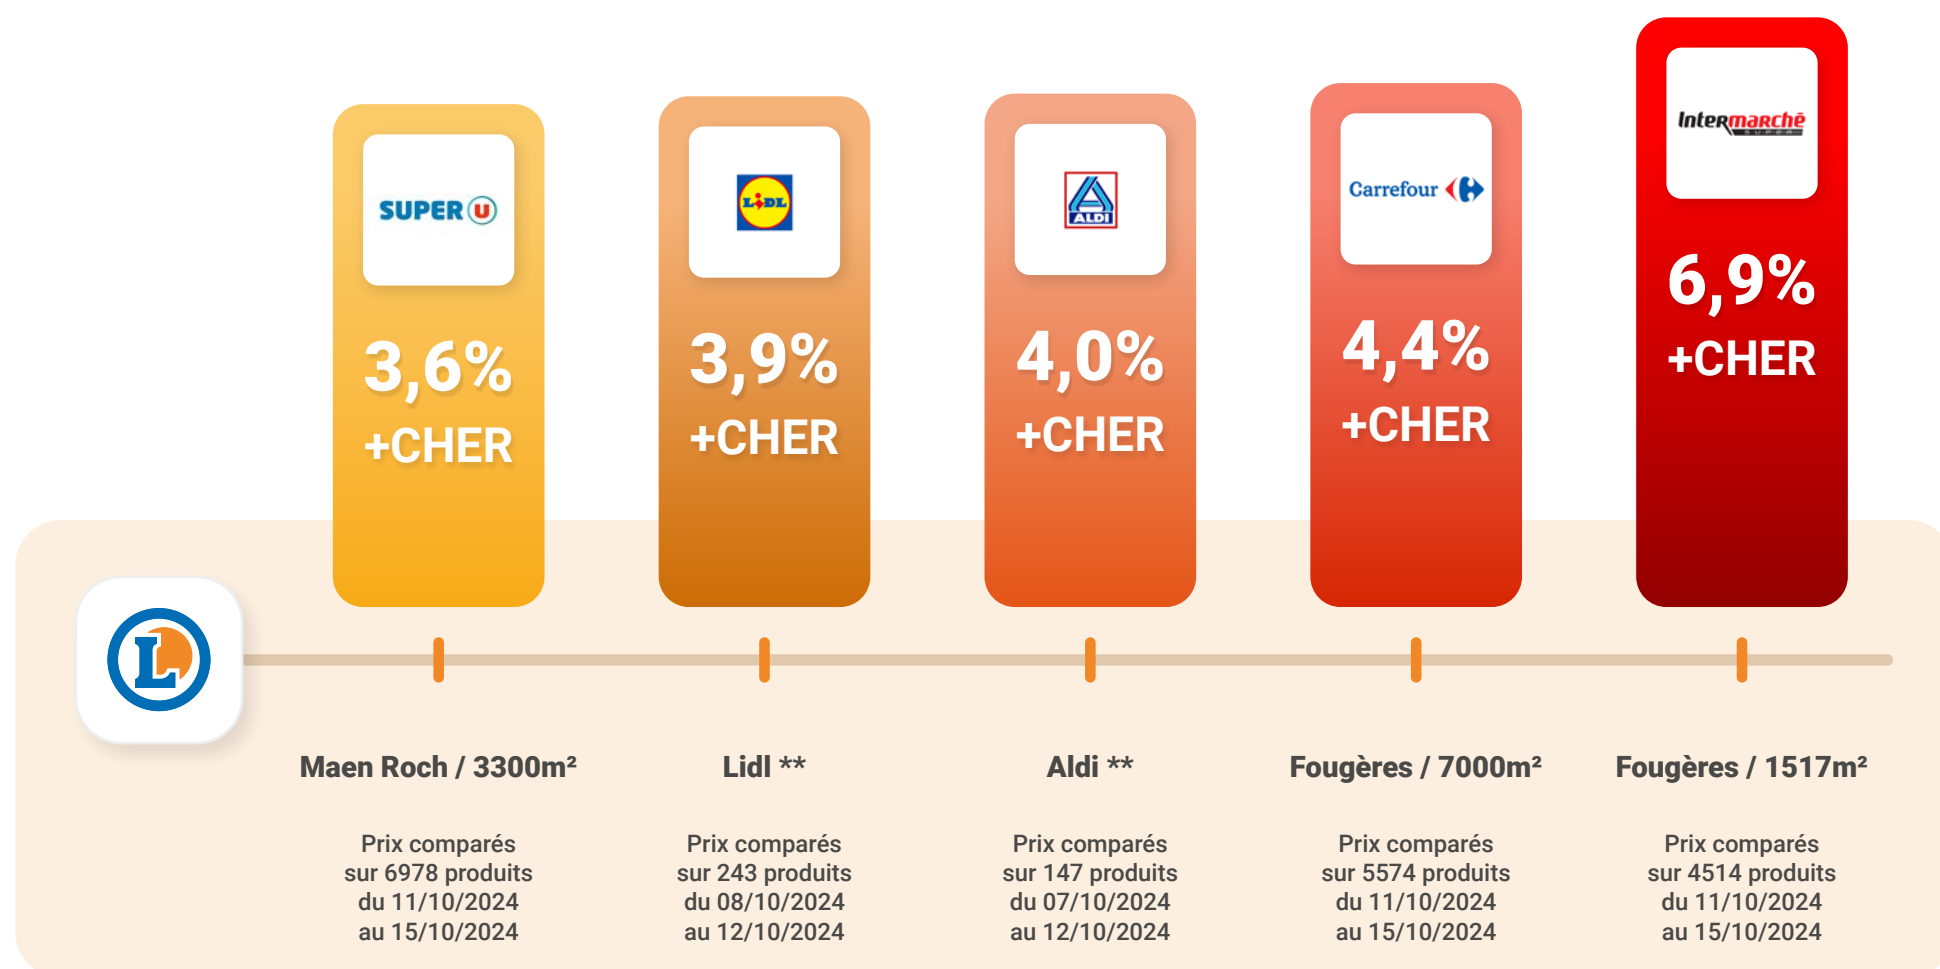 SUPER U
3,6%
+CHER
LIDL
3,9%
+CHER
ALDI
4,0%
+CHER
Carrefour
4,4%
+CHER
Intermarchē
SUPER
6,9%
+CHER
L
Maen Roch / 3300m²
Prix comparés
sur 6978 produits
du 11/10/2024
au 15/10/2024
Lidl **
Prix comparés
sur 243 produits
du 08/10/2024
au 12/10/2024
Aldi **
Prix comparés
sur 147 produits
du 07/10/2024
au 12/10/2024
Fougères / 7000m²
Prix comparés
sur 5574 produits
du 11/10/2024
au 15/10/2024
Fougères / 1517m²
Prix comparés
sur 4514 produits
du 11/10/2024
au 15/10/2024